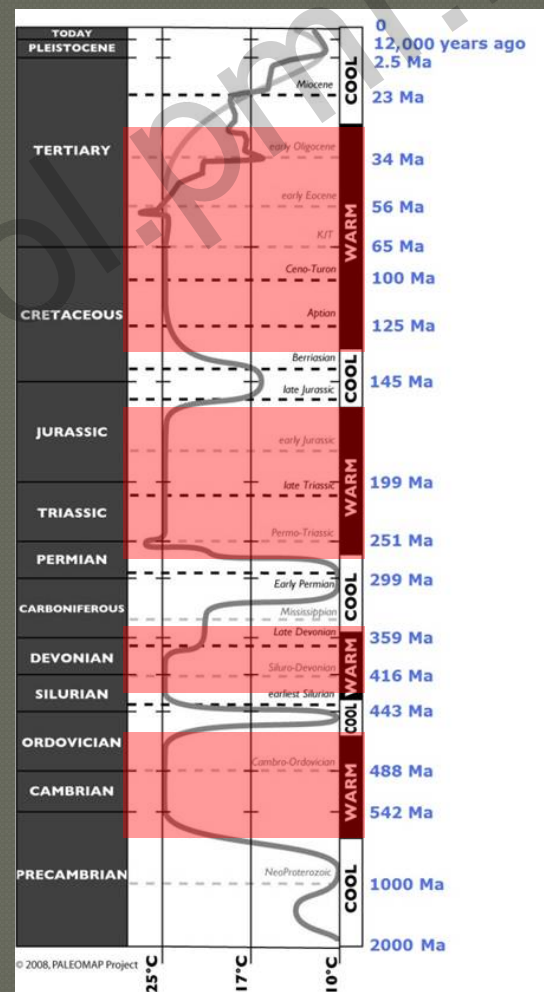 0
TODAY
12,000 years ago
PLEISTOCENE
2.5 Ma
Miocene
COOL
23 Ma
TERTIARY
early Oligocene
34 Ma
early Eocene
56 Ma
K/T
WARM
65 Ma
Ceno-Turon
100 Ma
CRETACEOUS
Aptian
125 Ma
Berriasian
COOL
145 Ma
late Jurassic
JURASSIC
early Jurassic
WARM
199 Ma
late Triassic
TRIASSIC
Permo-Triassic
251 Ma
PERMIAN
Early Permian
COOL
299 Ma
CARBONIFEROUS
Mississippian
Late Devonian
359 Ma
DEVONIAN
WARM
Siluro-Devonian
416 Ma
SILURIAN
earliest Silurian
COOL
443 Ma
ORDOVICIAN
Cambro-Ordovician
488 Ma
CAMBRIAN
WARM
542 Ma
PRECAMBRIAN
NeoProterozoic
COOL
1000 Ma
2000 Ma
© 2008, PALEOMAP Project
25°C
17°C
10°C